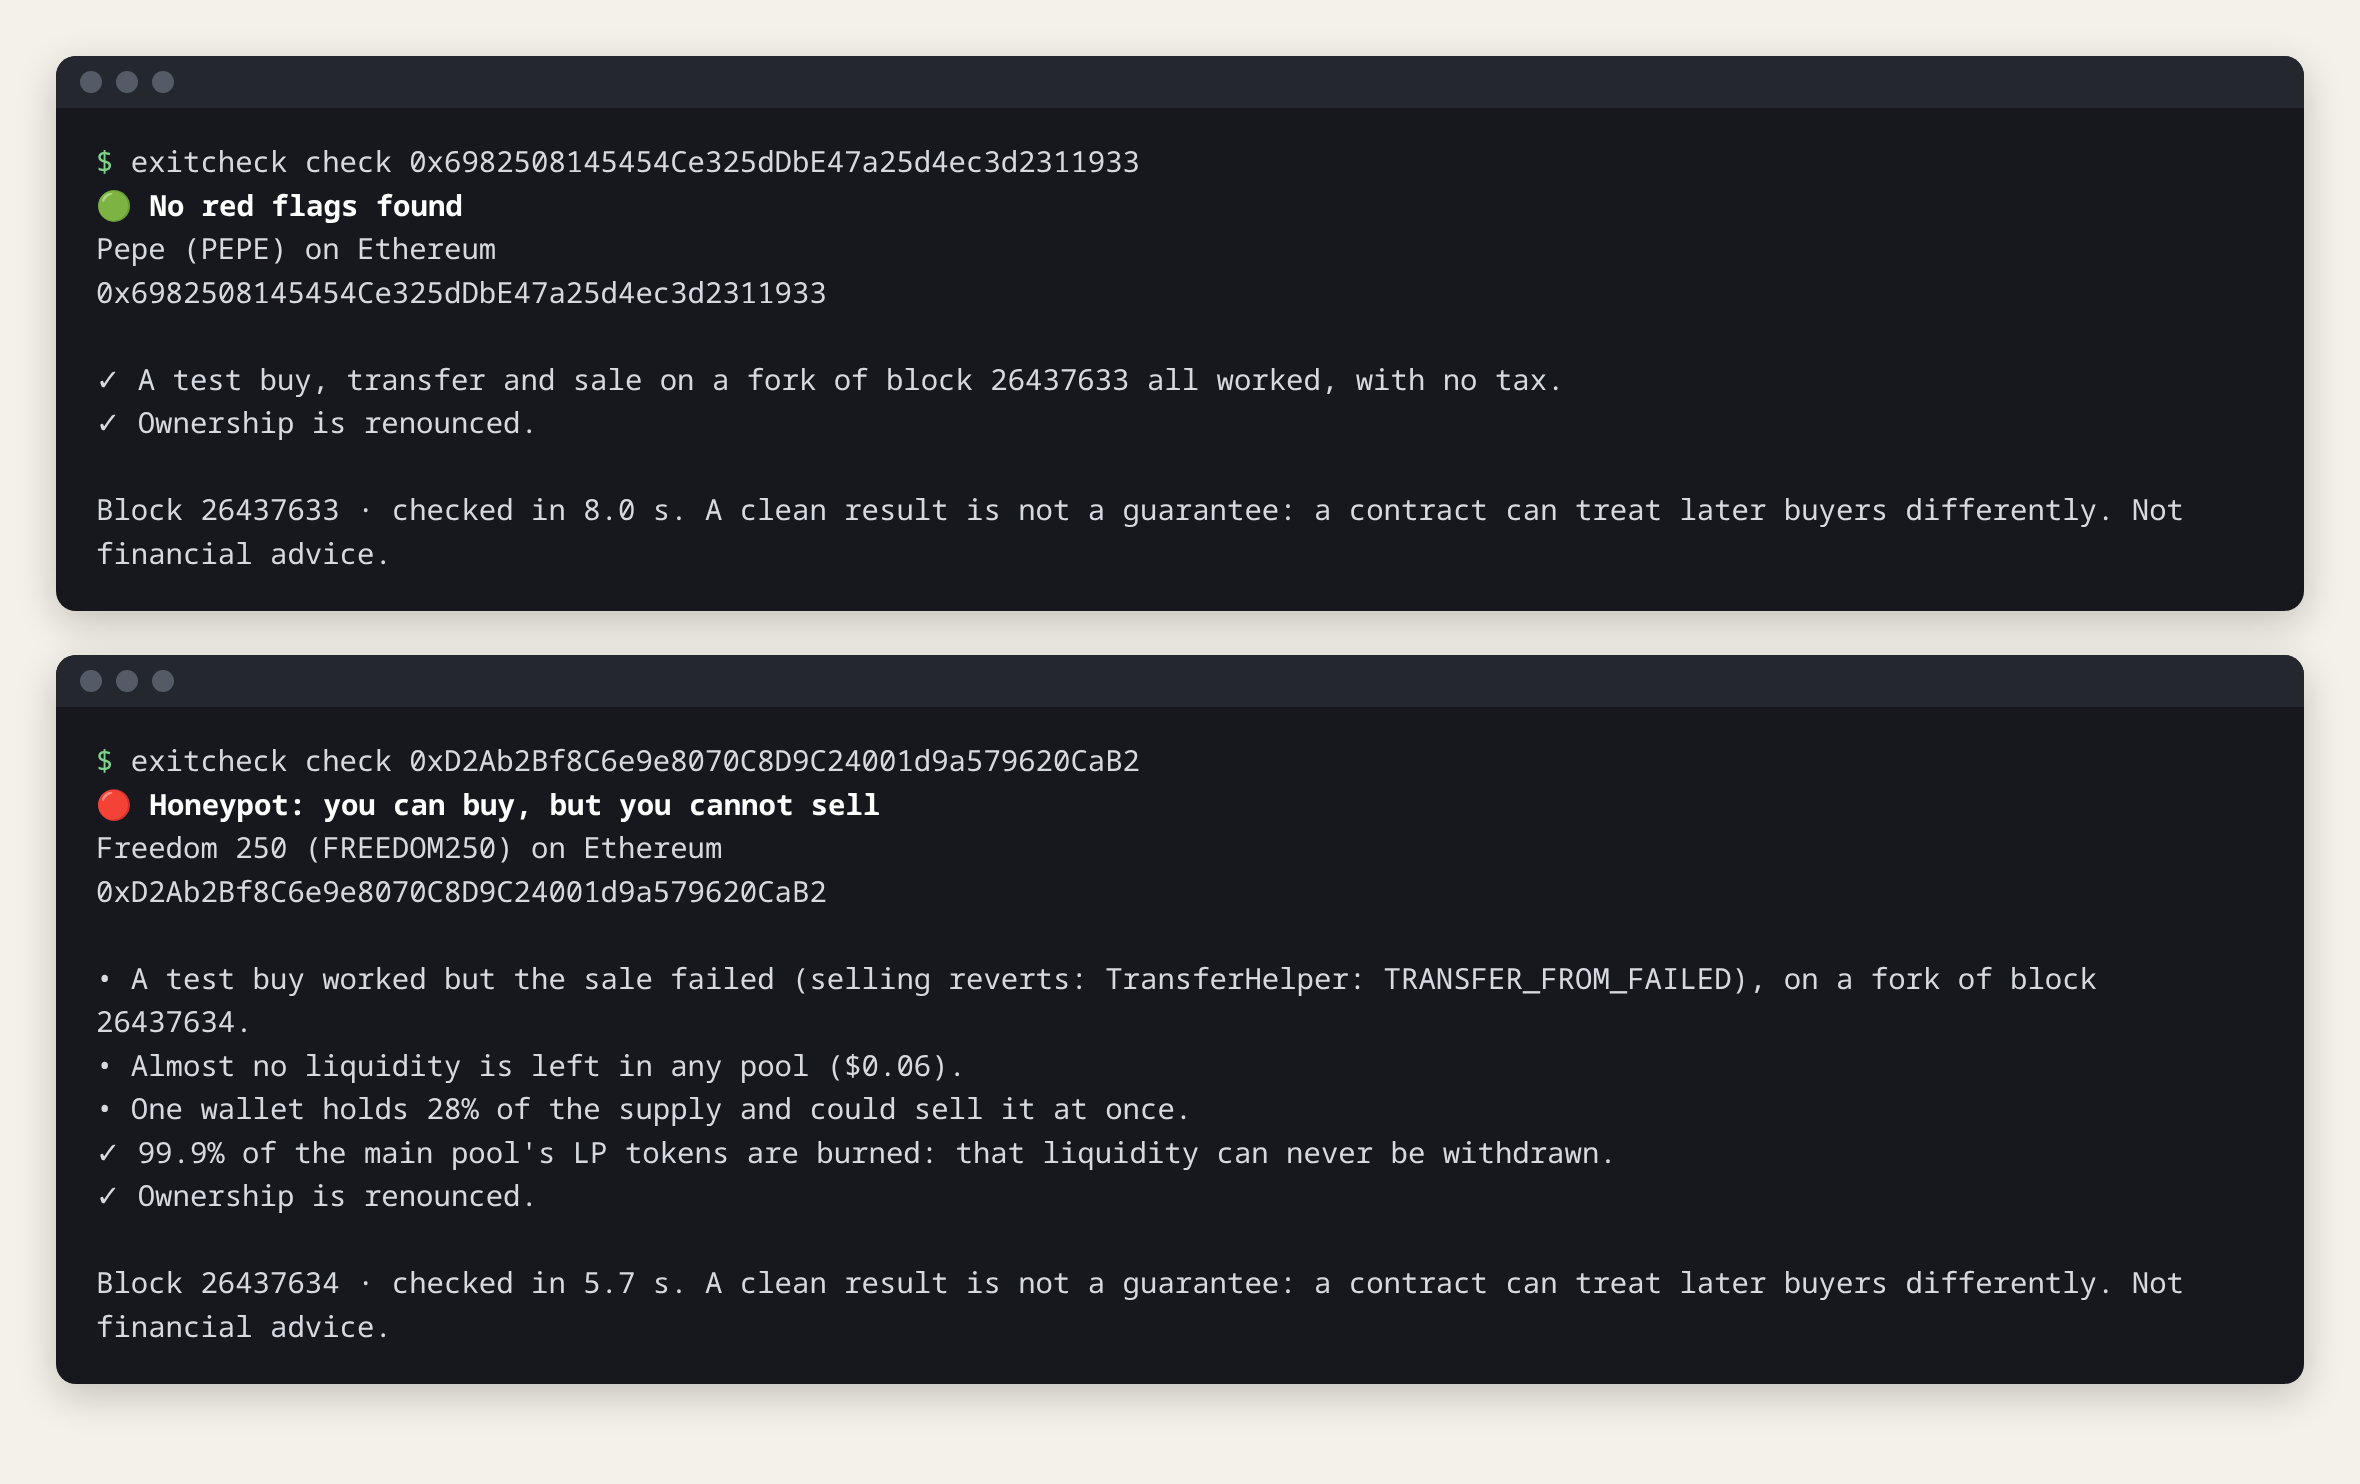 $ exitcheck check 0x6982508145454Ce325dDbE47a25d4ec3d2311933
🟢 No red flags found
Pepe (PEPE) on Ethereum
0x6982508145454Ce325dDbE47a25d4ec3d2311933
✓ A test buy, transfer and sale on a fork of block 26437633 all worked, with no tax.
✓ Ownership is renounced.
Block 26437633 · checked in 8.0 s. A clean result is not a guarantee: a contract can treat later buyers differently. Not
financial advice.
$ exitcheck check 0xD2Ab2Bf8C6e9e8070C8D9C24001d9a579620CaB2
🔴 Honeypot: you can buy, but you cannot sell
Freedom 250 (FREEDOM250) on Ethereum
0xD2Ab2Bf8C6e9e8070C8D9C24001d9a579620CaB2
• A test buy worked but the sale failed (selling reverts: TransferHelper: TRANSFER_FROM_FAILED), on a fork of block
26437634.
• Almost no liquidity is left in any pool ($0.06).
• One wallet holds 28% of the supply and could sell it at once.
✓ 99.9% of the main pool's LP tokens are burned: that liquidity can never be withdrawn.
✓ Ownership is renounced.
Block 26437634 · checked in 5.7 s. A clean result is not a guarantee: a contract can treat later buyers differently. Not
financial advice.